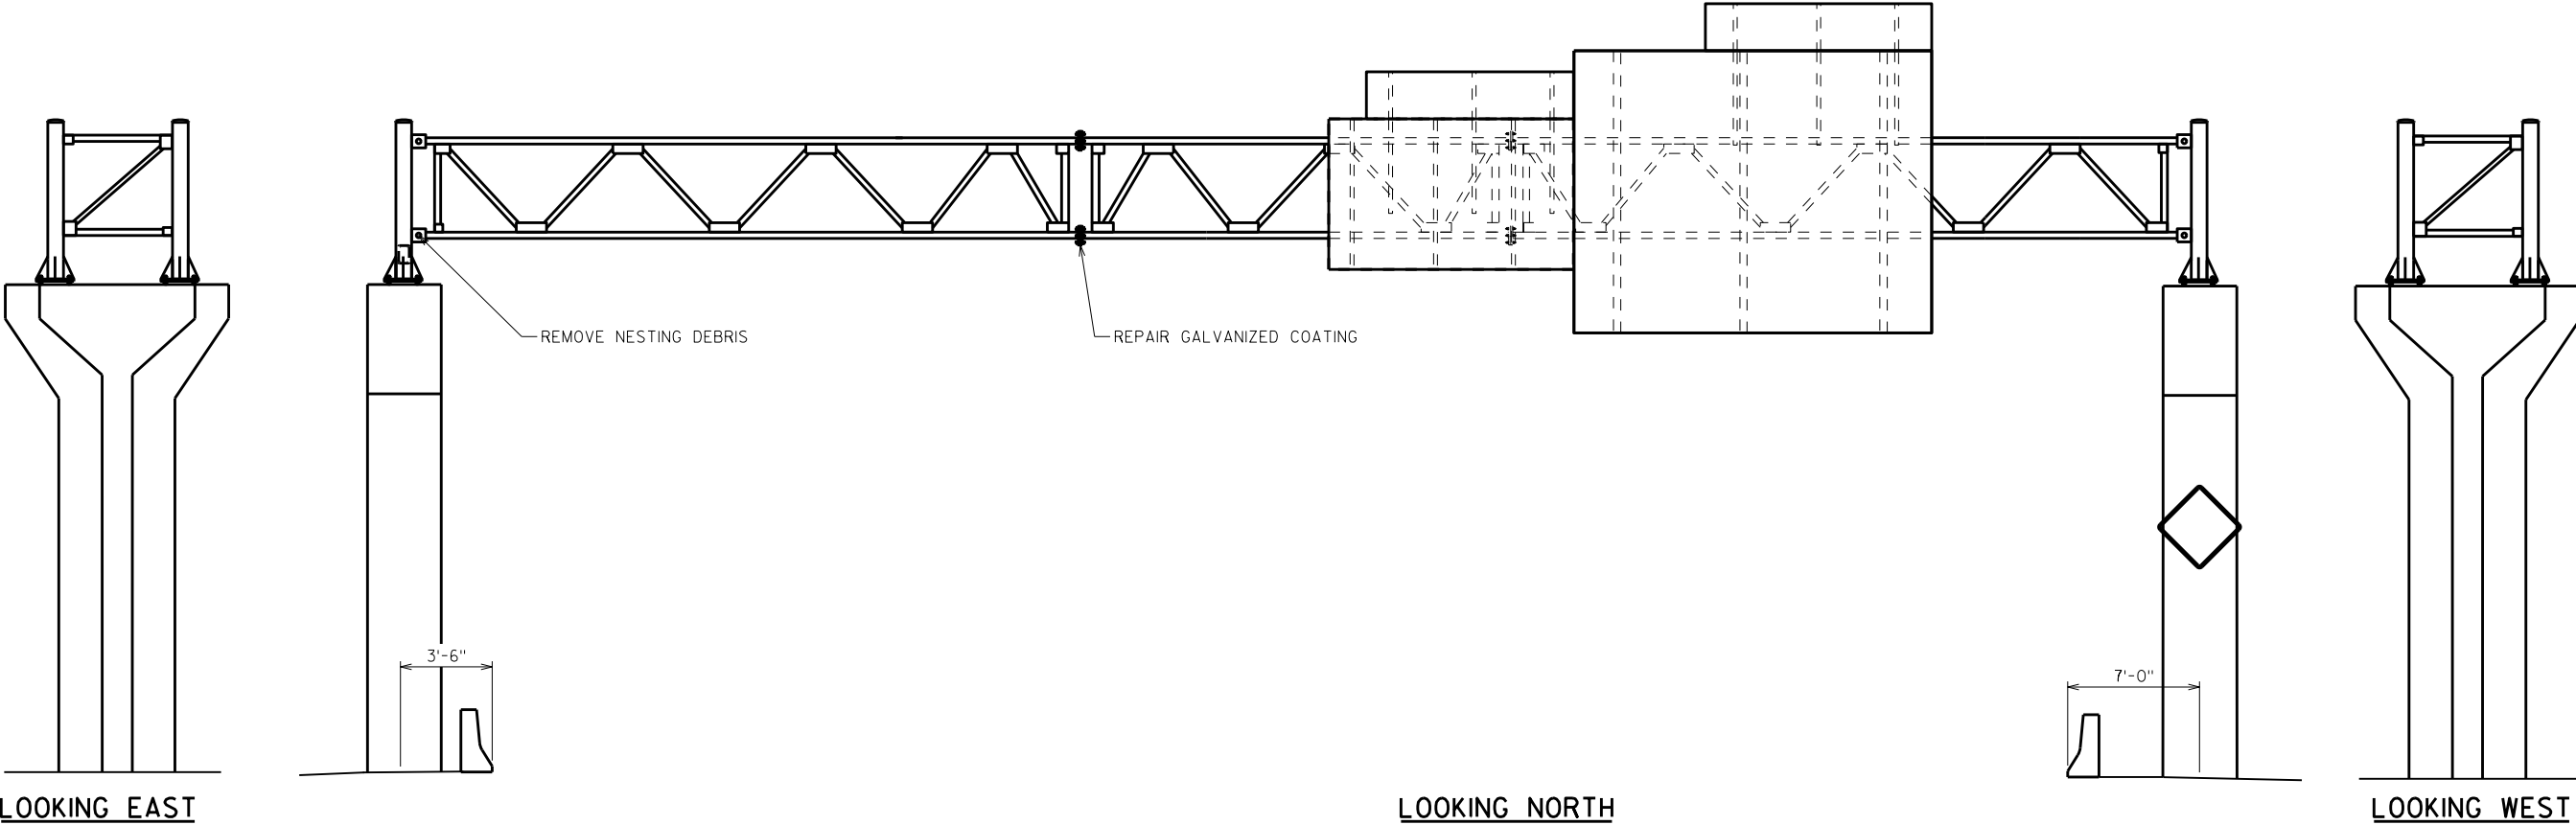 REMOVE NESTING DEBRIS
REPAIR GALVANIZED COATING
3'-6"
7'-0"
LOOKING EAST
LOOKING NORTH
LOOKING WEST